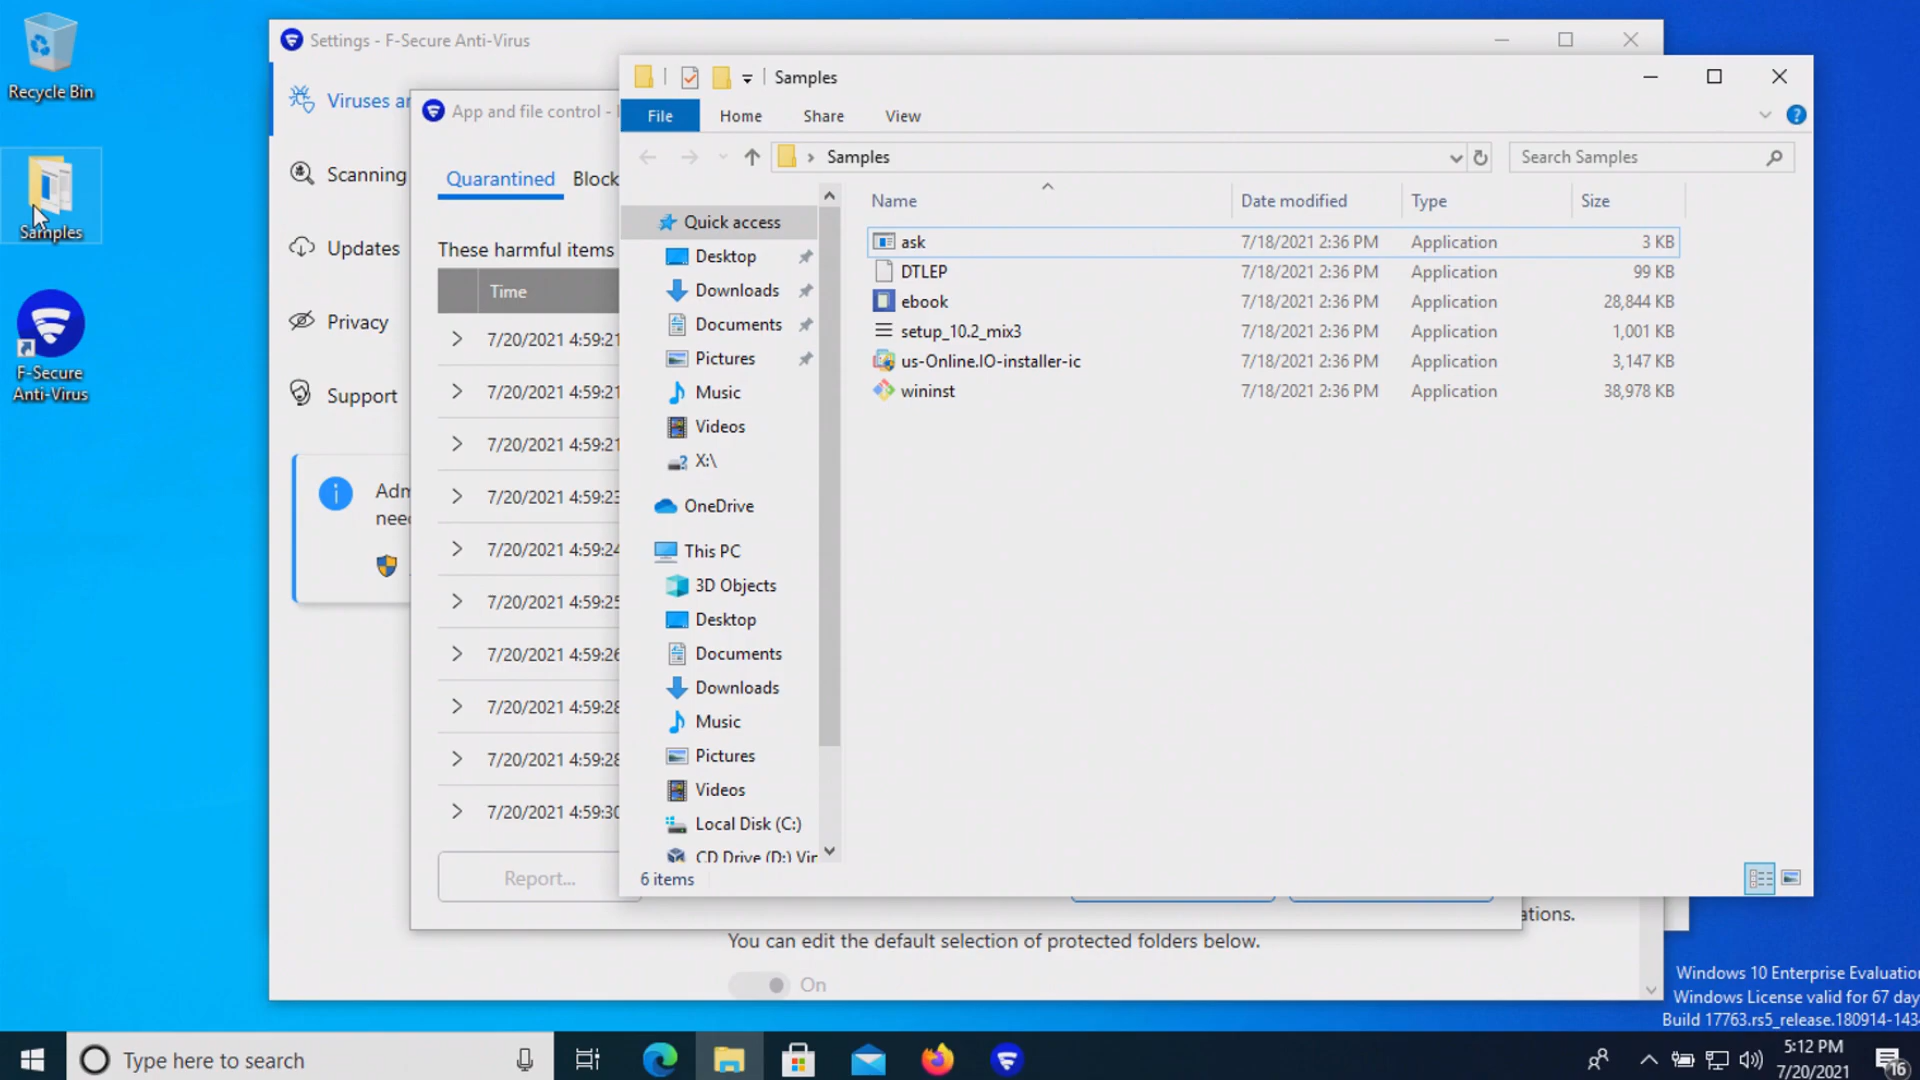 Recycle Bin
Samples
F-Secure
Anti-Virus
Settings - F-Secure Anti-Virus
Viruses ar
Scanning
Updates
Privacy
Support
Adm
need
App and file control -
Quarantined
Block
These harmful items
Time
7/20/2021 4:59:21
7/20/2021 4:59:21
7/20/2021 4:59:21
7/20/2021 4:59:23
7/20/2021 4:59:24
7/20/2021 4:59:25
7/20/2021 4:59:26
7/20/2021 4:59:28
7/20/2021 4:59:28
7/20/2021 4:59:30
Report...
Samples
File Home Share View
Samples
Search Samples
Quick access
Desktop
Downloads
Documents
Pictures
Music
Videos
X:\
OneDrive
This PC
3D Objects
Desktop
Documents
Downloads
Music
Pictures
Videos
Local Disk (C:)
CD Drive (D:) Vir
Name Date modified Type Size
ask 7/18/2021 2:36 PM Application 3 KB
DTLEP 7/18/2021 2:36 PM Application 99 KB
ebook 7/18/2021 2:36 PM Application 28,844 KB
setup_10.2_mix3 7/18/2021 2:36 PM Application 1,001 KB
us-Online.IO-installer-ic 7/18/2021 2:36 PM Application 3,147 KB
wininst 7/18/2021 2:36 PM Application 38,978 KB
6 items
ations.
You can edit the default selection of protected folders below.
On
Windows 10 Enterprise Evaluation
Windows License valid for 67 day
Build 17763.rs5_release.180914-143
Type here to search
5:12 PM
7/20/2021
16